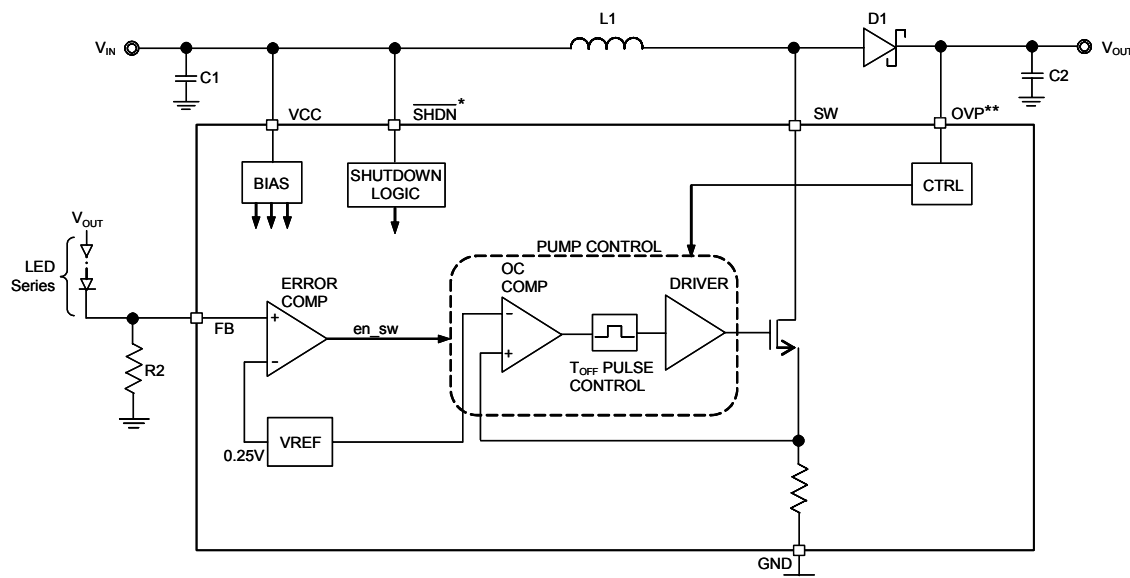 L1
D1
VIN
VOUT
C1
C2
VCC
SHDN*
SW
OVP**
BIAS
SHUTDOWN
LOGIC
CTRL
VOUT
LED
Series
PUMP CONTROL
ERROR
COMP
OC
COMP
DRIVER
+
-
-
+
FB
en_sw
R2
TOFF PULSE
CONTROL
0.25V
VREF
GND